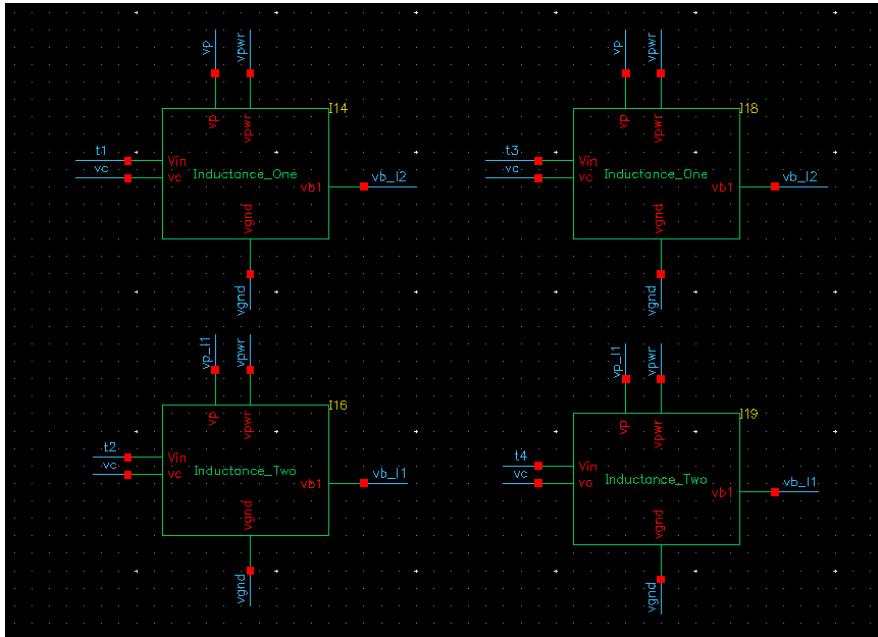 vp
vpwr
I14
vp
vpwr
t1
vc
Vin
vc
Inductance_One
vb1
vb_l2
vgnd
vgnd
vp
vpwr
I18
vp
vpwr
t3
vc
Vin
vc
Inductance_One
vb1
vb_l2
vgnd
vgnd
vp_l1
vpwr
I16
vp
vpwr
t2
vc
Vin
vc
Inductance_Two
vb1
vb_l1
vgnd
vgnd
vp_l1
vpwr
I19
vp
vpwr
t4
vc
Vin
vc
Inductance_Two
vb1
vb_l1
vgnd
vgnd